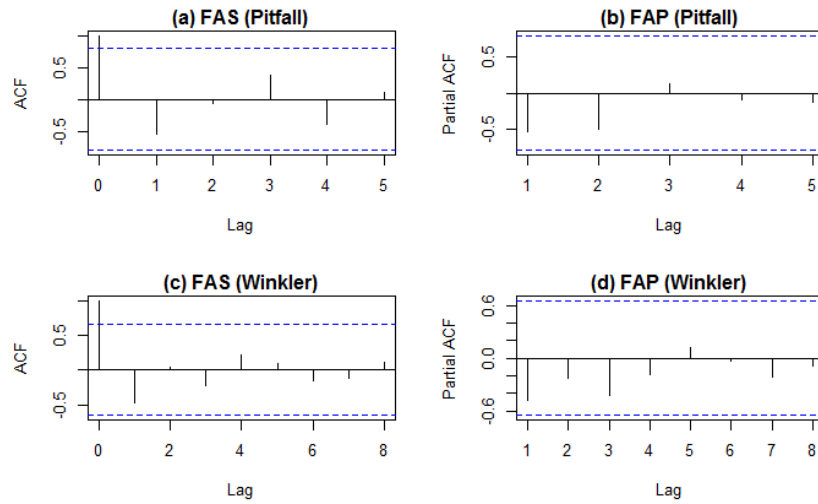 (a) FAS (Pitfall)
ACF
0.5
-0.5
0 1 2 3 4 5
Lag
(b) FAP (Pitfall)
Partial ACF
0.5
-0.5
1 2 3 4 5
Lag
(c) FAS (Winkler)
ACF
0.5
-0.5
0 2 4 6 8
Lag
(d) FAP (Winkler)
Partial ACF
0.6
0.0
-0.6
1 2 3 4 5 6 7 8
Lag